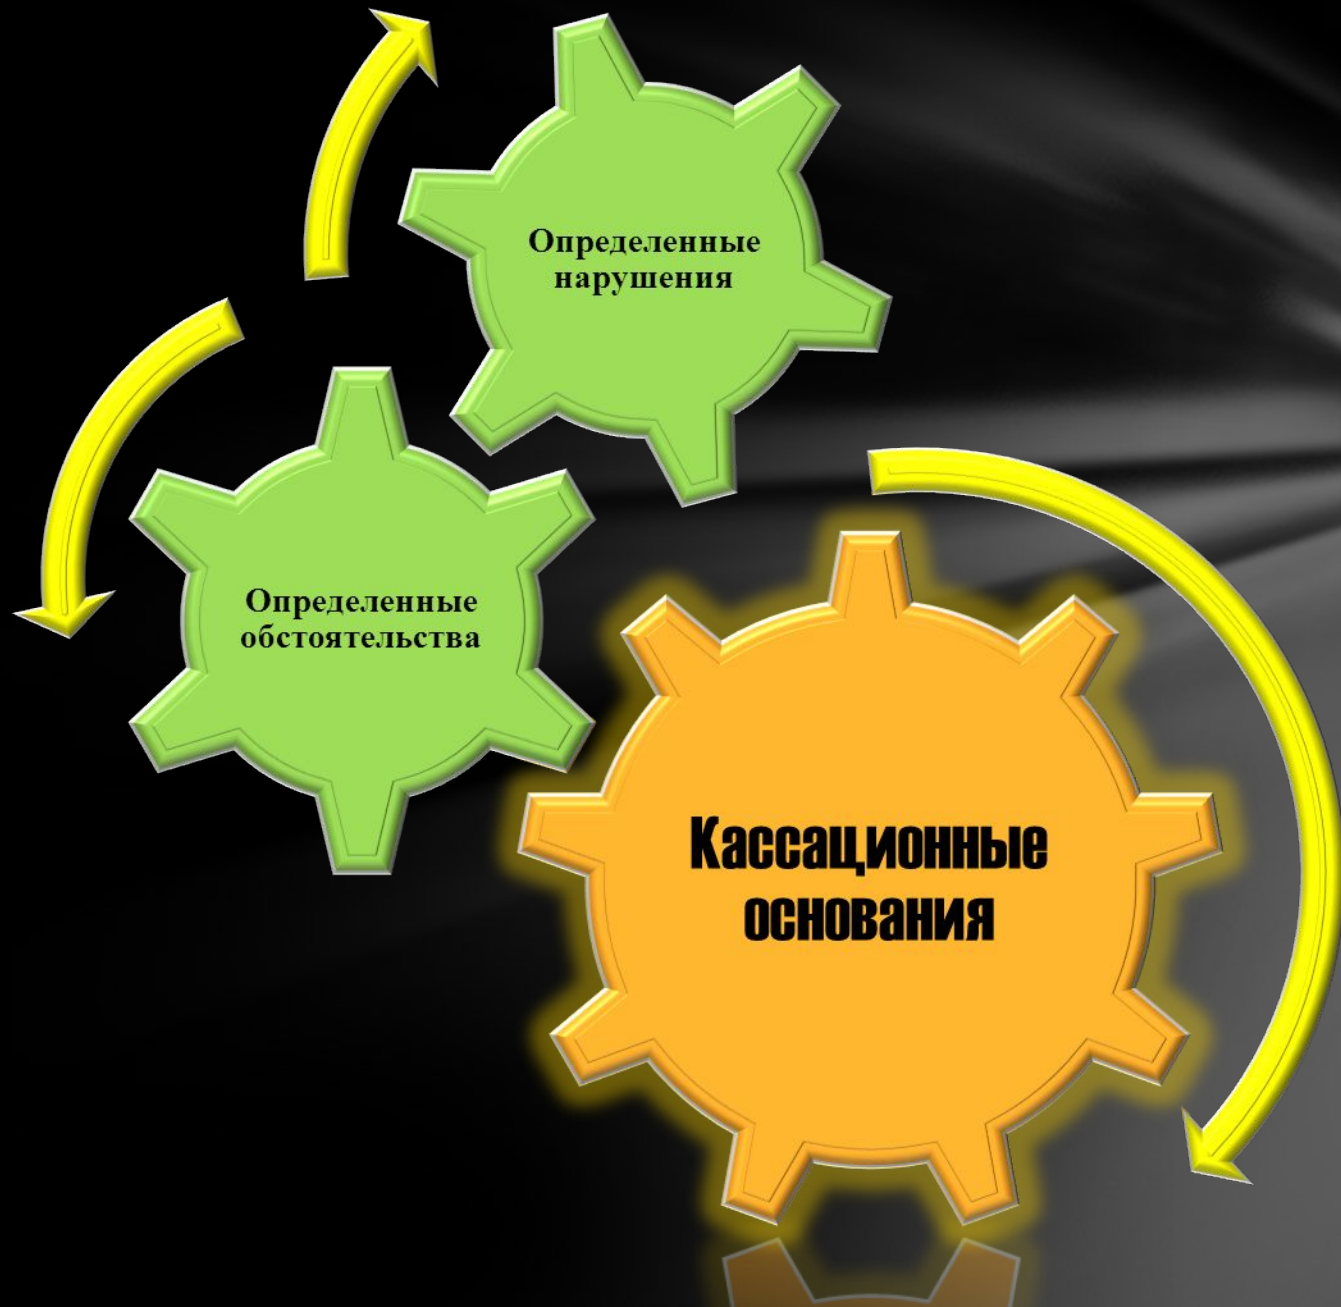 Определенные
нарушения
Определенные
обстоятельства
Кассационные
основания